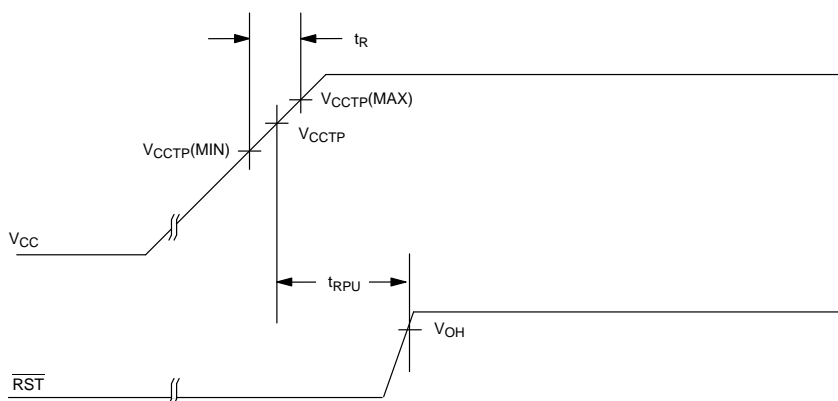 tR
VCCTP(MAX)
VCCTP
VCCTP(MIN)
VCC
tRPU
VOH
RST